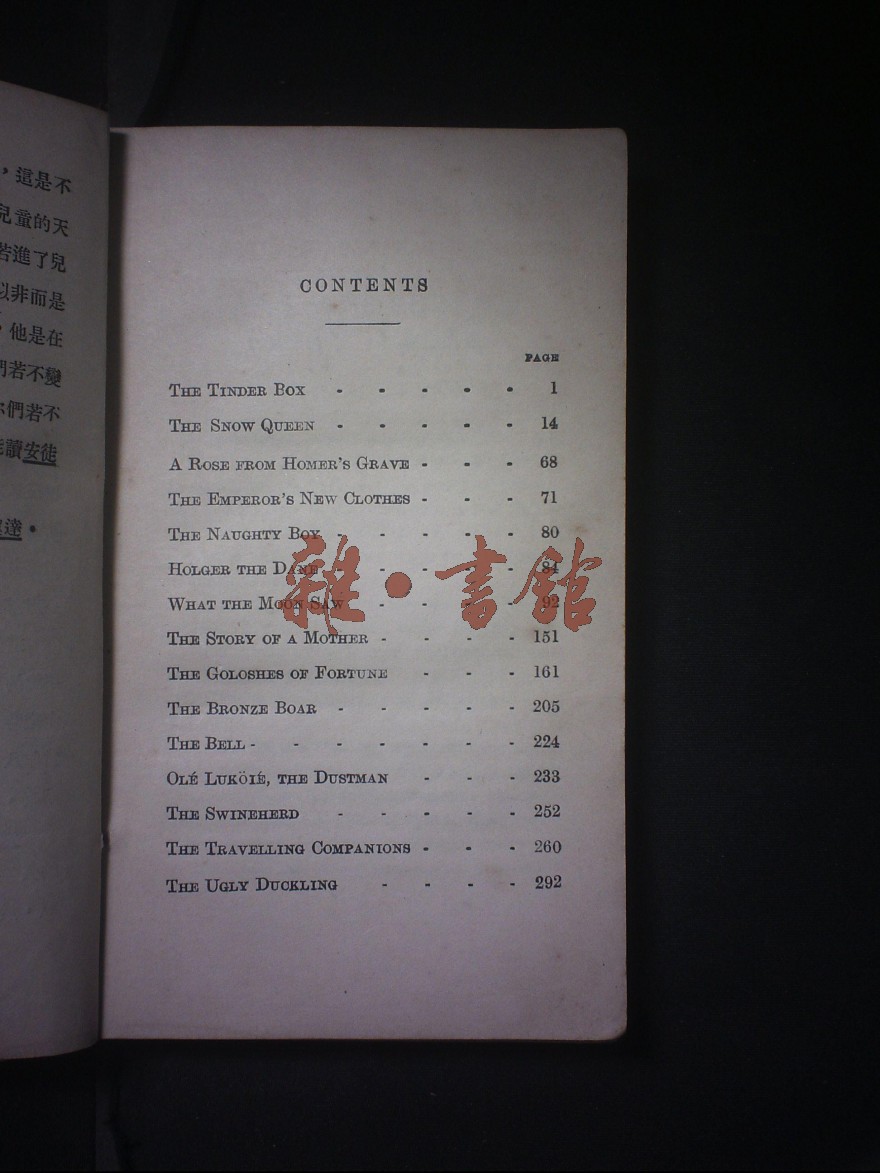 ，這是不
兒童的天
若進了兒
以非而是
，他是在
們若不變
你們若不
讀安徒
達。
CONTENTS
PAGE
THE TINDER BOX - - - - - 1
THE SNOW QUEEN - - - - - 14
A ROSE FROM HOMER'S GRAVE - - - 68
THE EMPEROR'S NEW CLOTHES - - - 71
THE NAUGHTY BOY - - - - - 80
HOLGER THE DANE - - - - - 84
WHAT THE MOON SAW - - - - 92
THE STORY OF A MOTHER - - - - 151
THE GOLOSHES OF FORTUNE - - - 161
THE BRONZE BOAR - - - - - 205
THE BELL - - - - - - - 224
OLÉ LUKÖIÉ, THE DUSTMAN - - - 233
THE SWINEHERD - - - - - 252
THE TRAVELLING COMPANIONS - - - 260
THE UGLY DUCKLING - - - - 292
雜·書館